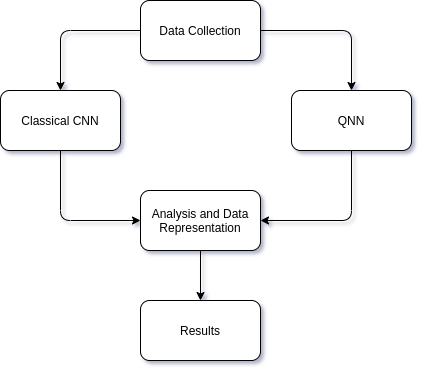 Data Collection
Classical CNN
QNN
Analysis and Data
Representation
Results